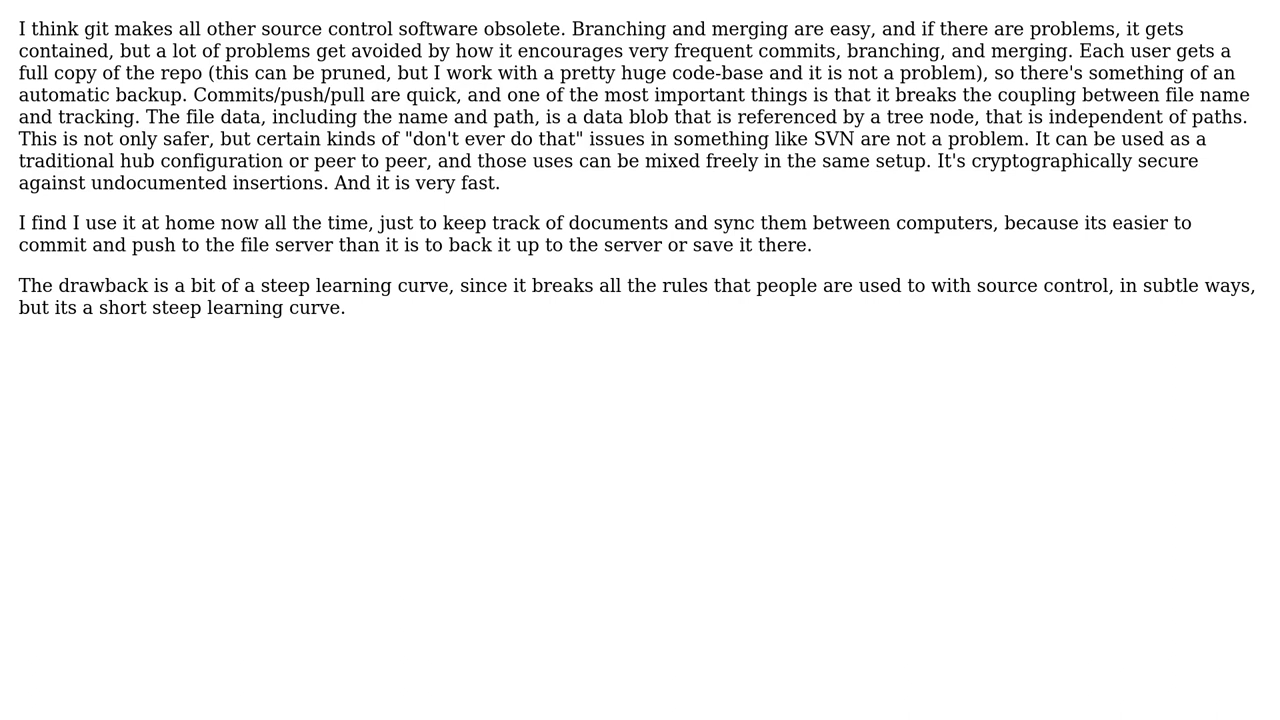 I think git makes all other source control software obsolete. Branching and merging are easy, and if there are problems, it gets
contained, but a lot of problems get avoided by how it encourages very frequent commits, branching, and merging. Each user gets a
full copy of the repo (this can be pruned, but I work with a pretty huge code-base and it is not a problem), so there's something of an
automatic backup. Commits/push/pull are quick, and one of the most important things is that it breaks the coupling between file name
and tracking. The file data, including the name and path, is a data blob that is referenced by a tree node, that is independent of paths.
This is not only safer, but certain kinds of "don't ever do that" issues in something like SVN are not a problem. It can be used as a
traditional hub configuration or peer to peer, and those uses can be mixed freely in the same setup. It's cryptographically secure
against undocumented insertions. And it is very fast.
I find I use it at home now all the time, just to keep track of documents and sync them between computers, because its easier to
commit and push to the file server than it is to back it up to the server or save it there.
The drawback is a bit of a steep learning curve, since it breaks all the rules that people are used to with source control, in subtle ways,
but its a short steep learning curve.